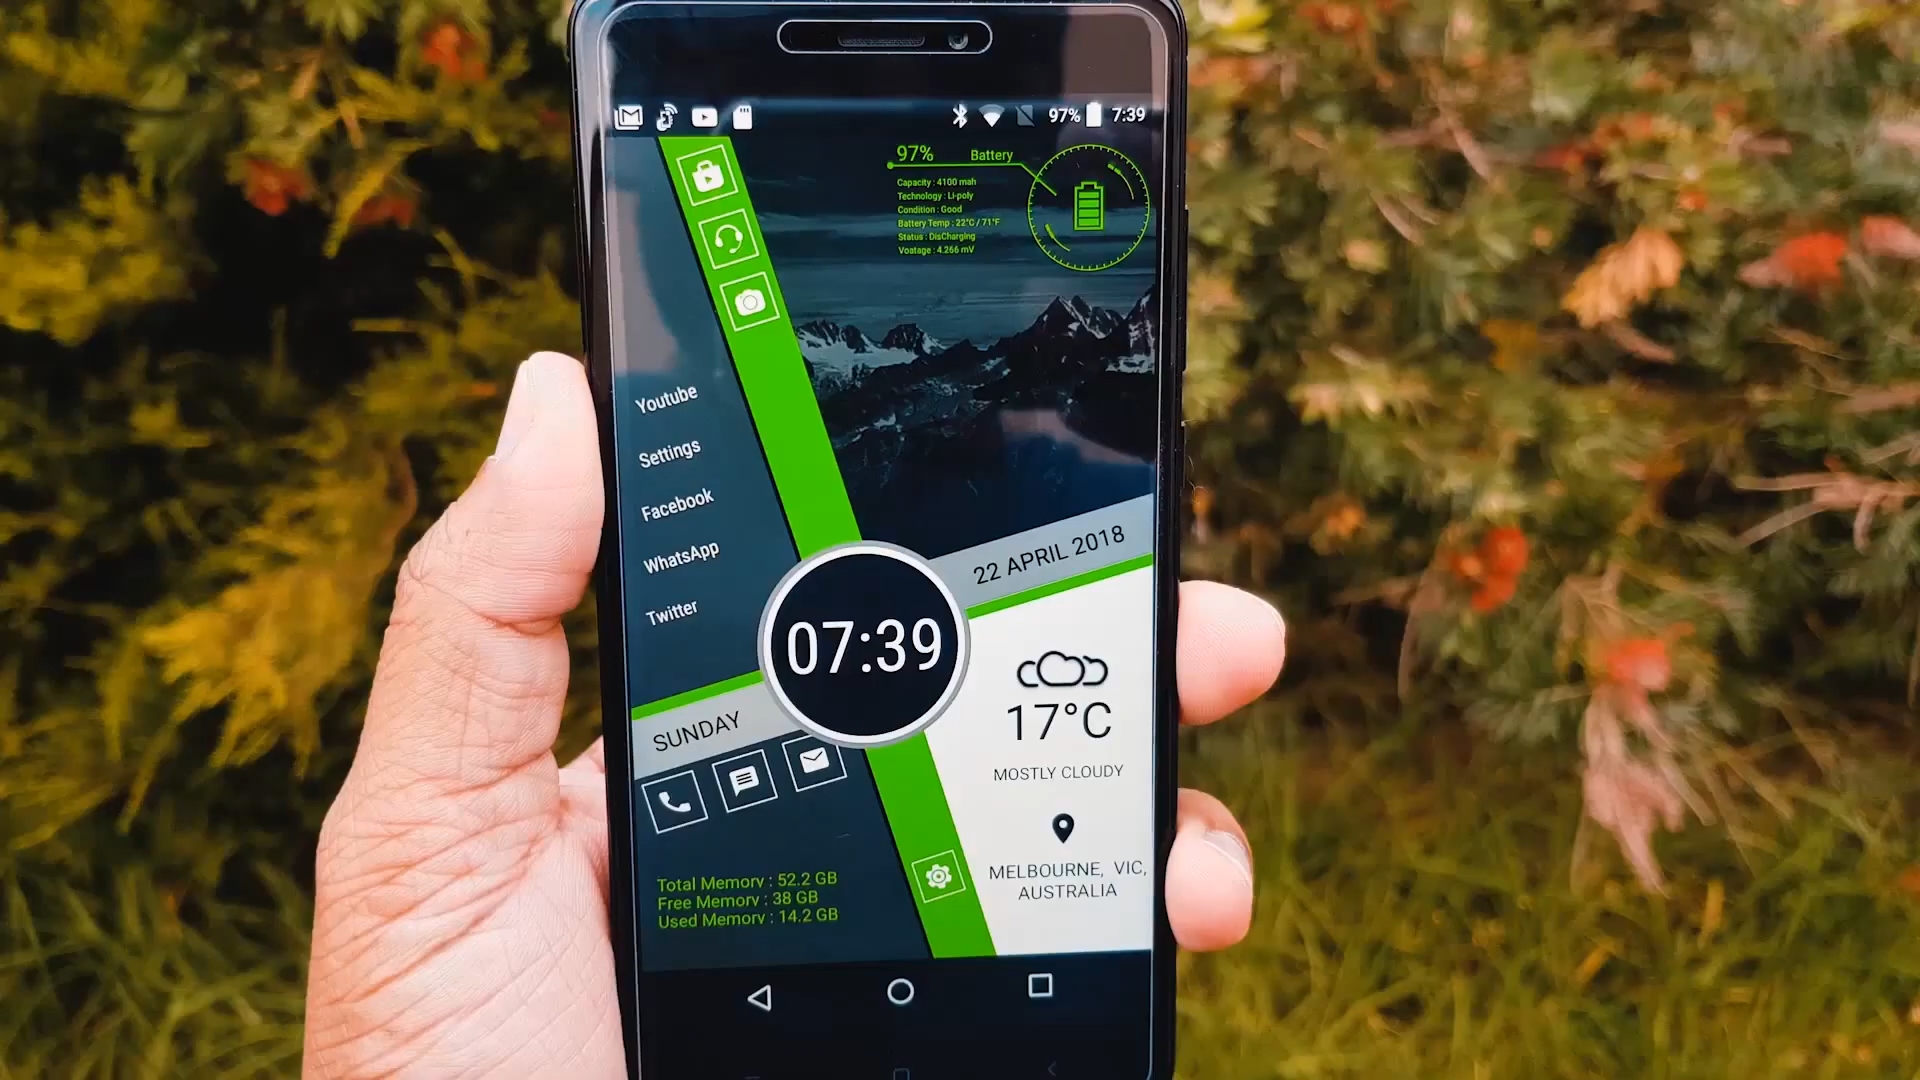 97% 7:39
97% Battery
Capacity : 4100 mah
Technology : Li-poly
Condition : Good
Battery Temp : 22°C / 71°F
Status : DisCharging
Voatage : 4.266 mV
Youtube
Settings
Facebook
WhatsApp
Twitter
22 APRIL 2018
07:39
SUNDAY
17°C
MOSTLY CLOUDY
MELBOURNE, VIC,
AUSTRALIA
Total Memory : 52.2 GB
Free Memory : 38 GB
Used Memory : 14.2 GB